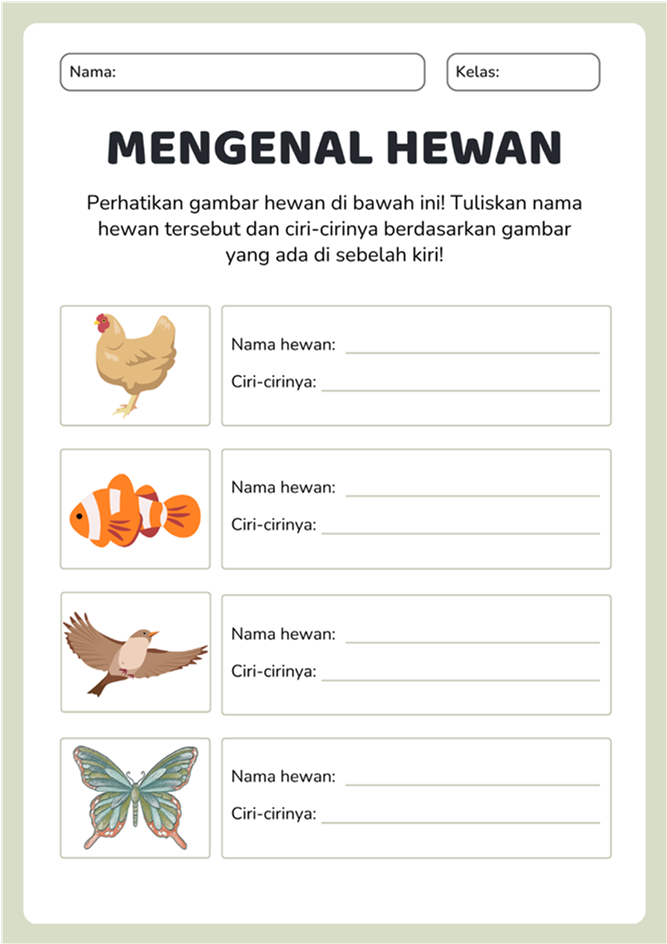 Nama:
Kelas:
MENGENAL HEWAN
Perhatikan gambar hewan di bawah ini! Tuliskan nama
hewan tersebut dan ciri-cirinya berdasarkan gambar
yang ada di sebelah kiri!
Nama hewan:
Ciri-cirinya:
Nama hewan:
Ciri-cirinya:
Nama hewan:
Ciri-cirinya:
Nama hewan:
Ciri-cirinya: